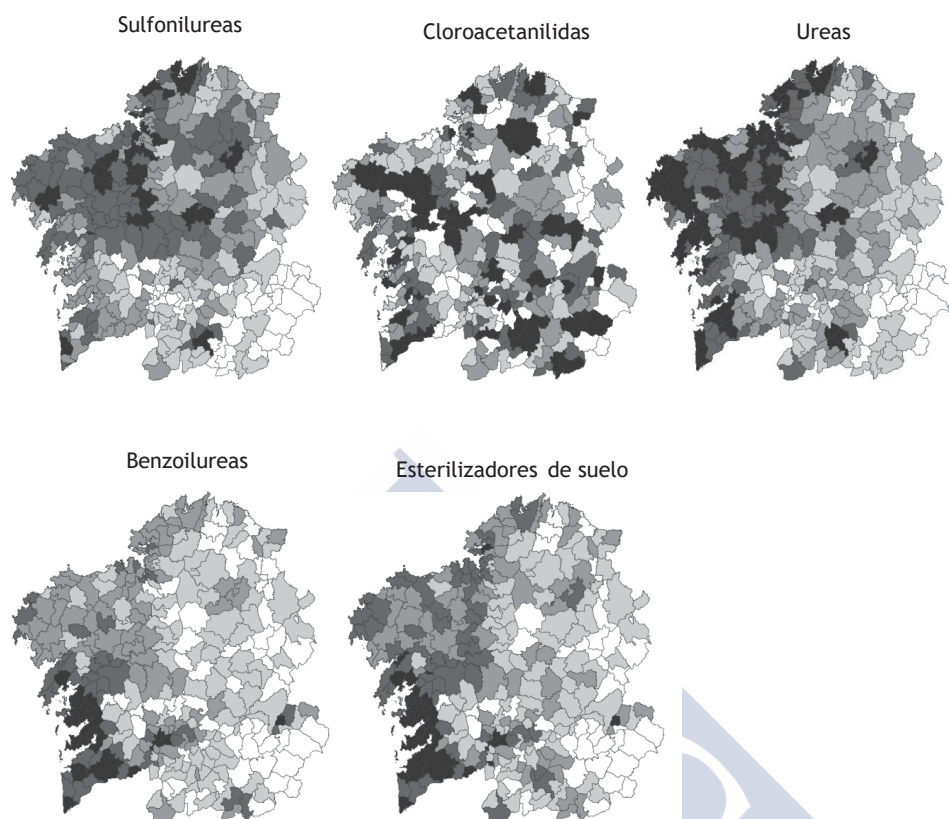 Sulfonilureas
Cloroacetanilidas
Ureas
Benzoilureas
Esterilizadores de suelo